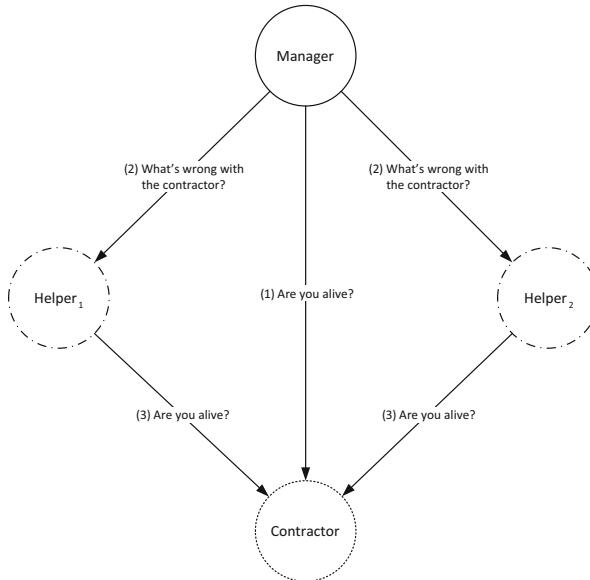 Manager
(2) What's wrong with
the contractor?
(2) What's wrong with
the contractor?
Helper1
(1) Are you alive?
Helper2
(3) Are you alive?
(3) Are you alive?
Contractor